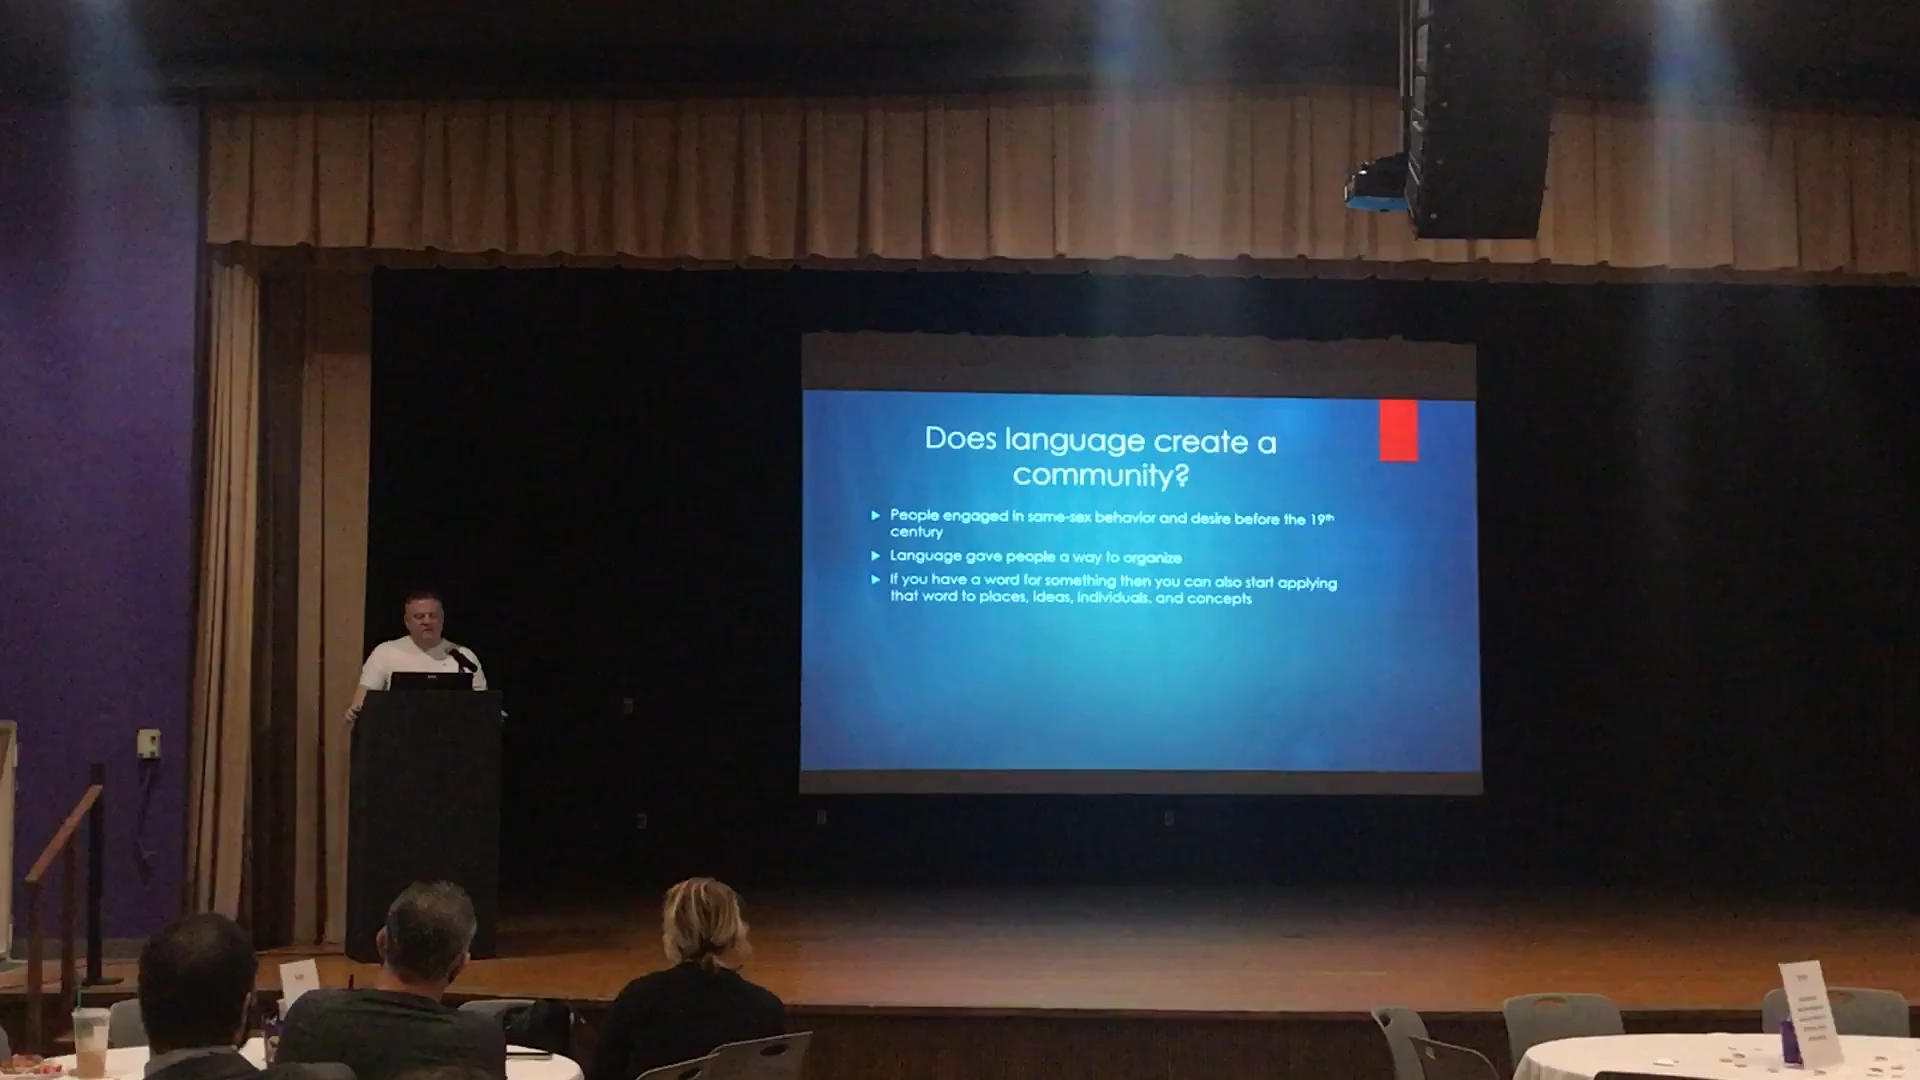 Does language create a
community?
People engaged in same-sex behavior and desire before the 19th
century
Language gave people a way to organize
If you have a word for something then you can also start applying
that word to places, ideas, individuals, and concepts